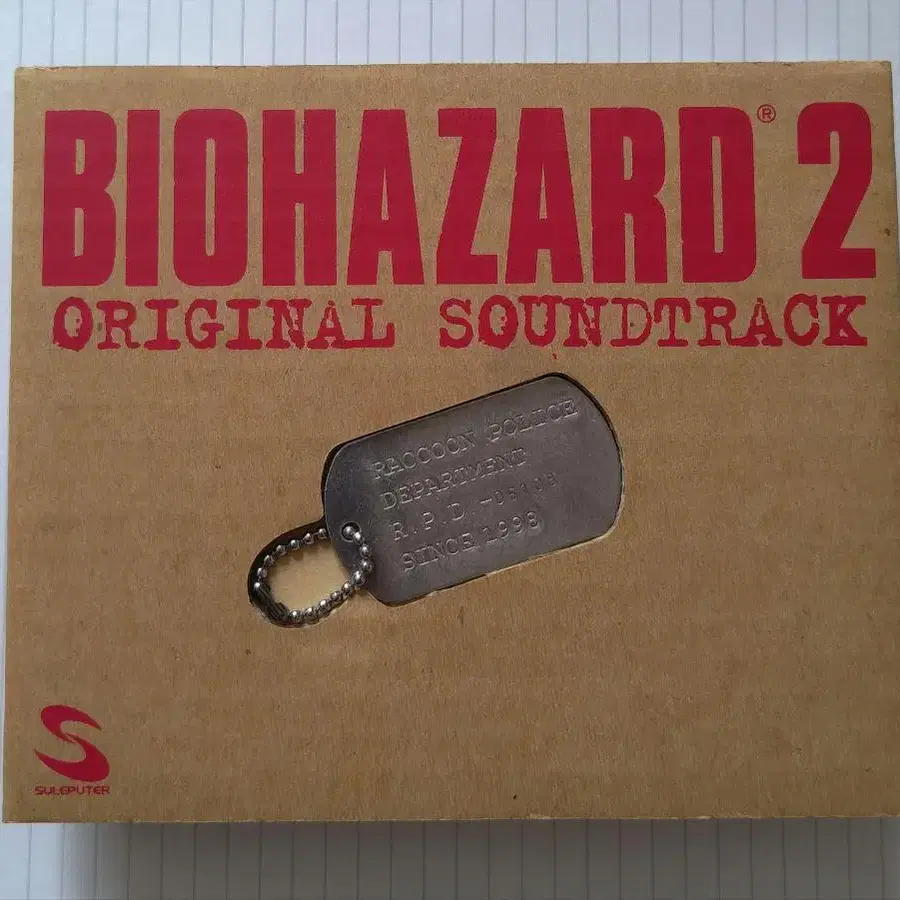 BIOHAZARD® 2
ORIGINAL SOUNDTRACK
RACCOON POLICE
DEPARTMENT
R.P.D.
SINCE 1998
SULEPUTER